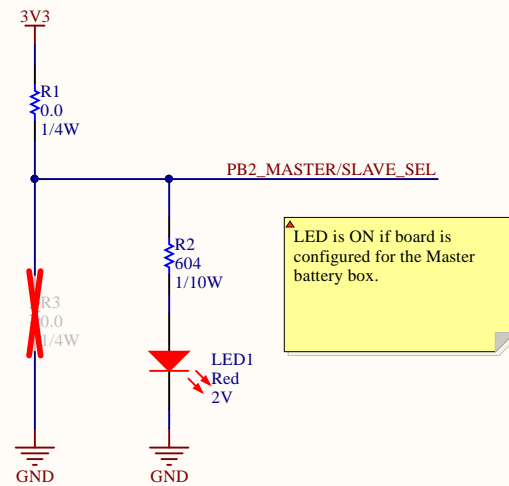 3V3
R1
0.0
1/4W
PB2_MASTER/SLAVE_SEL
R2
604
1/10W
LED is ON if board is
configured for the Master
battery box.
R3
0.0
1/4W
LED1
Red
2V
GND
GND